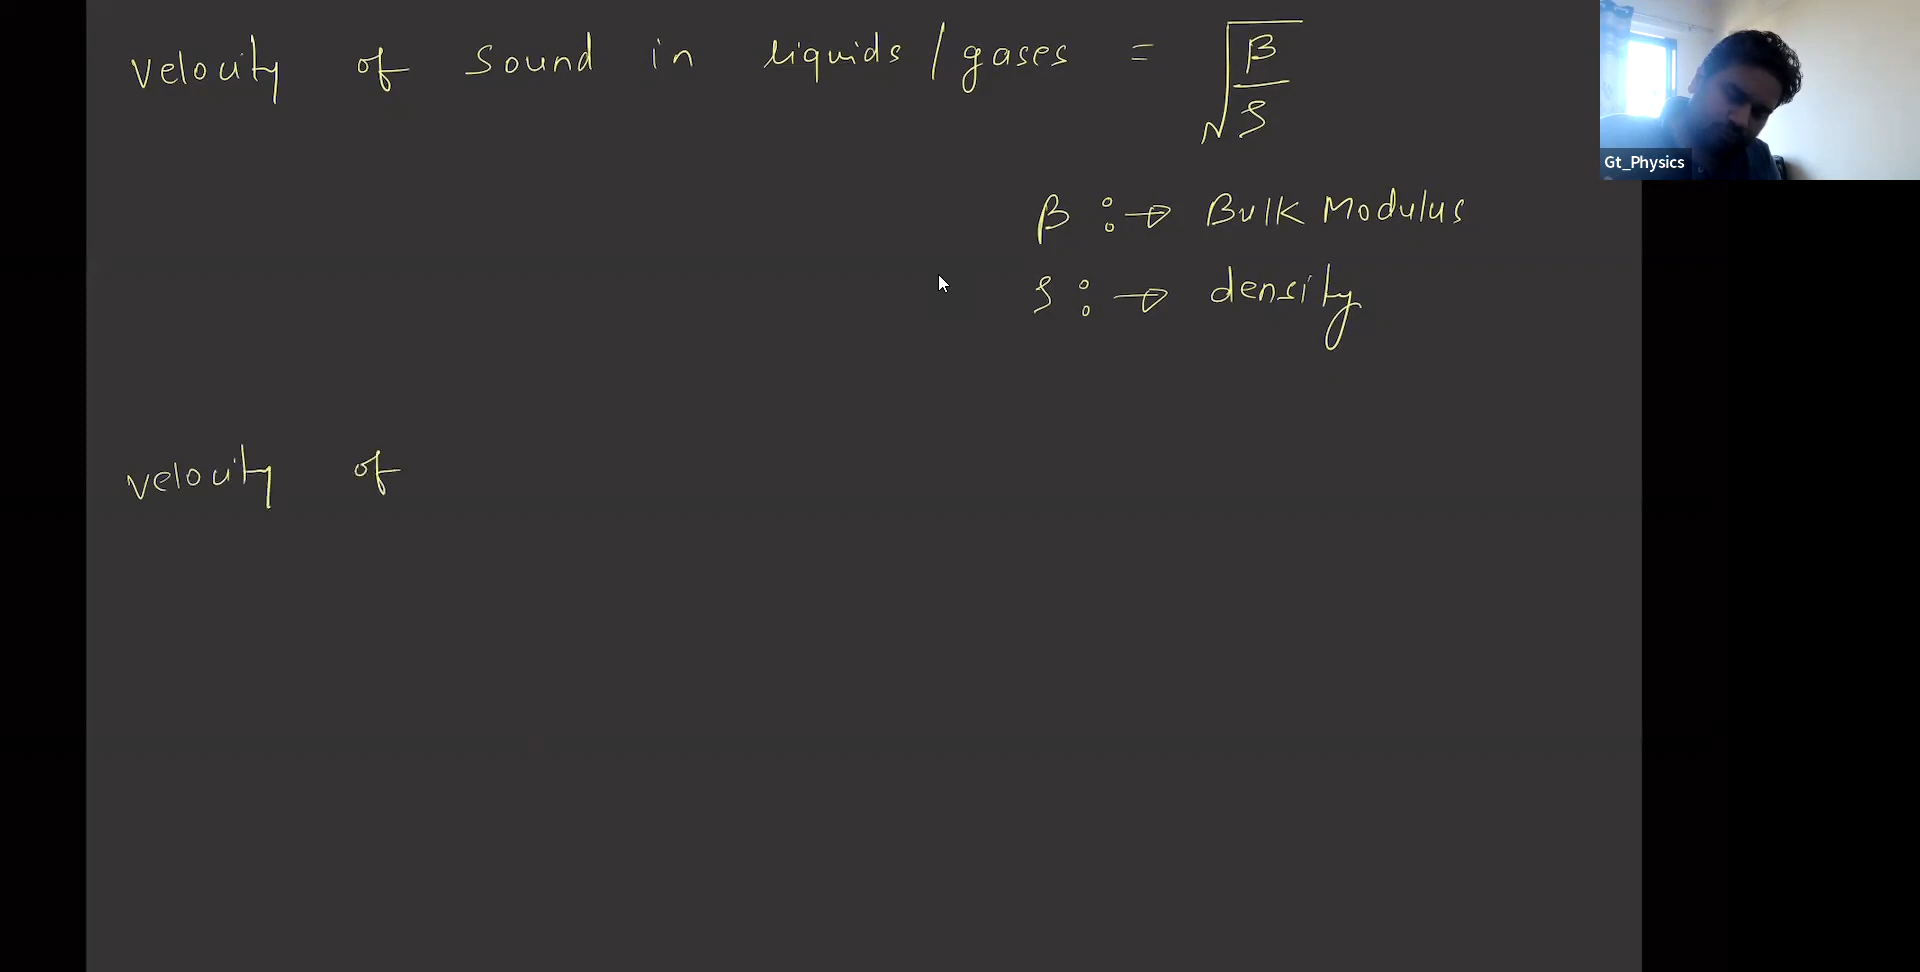 velocity of sound in liquids / gases = √(β/ρ)
Gt_Physics
β :→ Bulk Modulus
ρ :→ density
velocity of